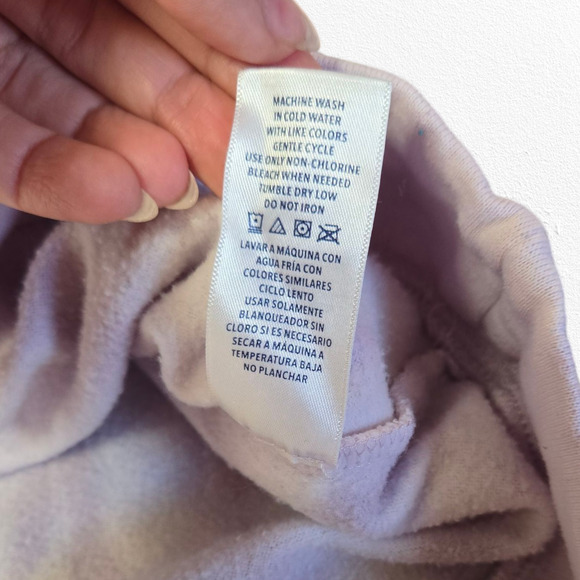 MACHINE WASH
IN COLD WATER
WITH LIKE COLORS
GENTLE CYCLE
USE ONLY NON-CHLORINE
BLEACH WHEN NEEDED
TUMBLE DRY LOW
DO NOT IRON
LAVAR A MÁQUINA CON
AGUA FRÍA CON
COLORES SIMILARES
CICLO LENTO
USAR SOLAMENTE
BLANQUEADOR SIN
CLORO SI ES NECESARIO
SECAR A MÁQUINA A
TEMPERATURA BAJA
NO PLANCHAR